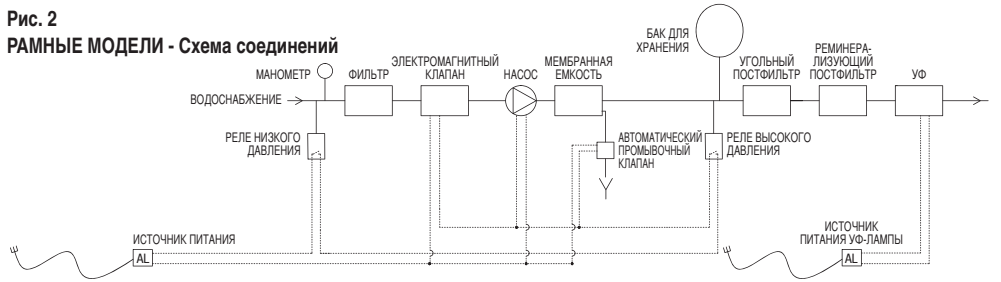 Рис. 2
РАМНЫЕ МОДЕЛИ - Схема соединений
БАК ДЛЯ
ХРАНЕНИЯ
МАНОМЕТР
ФИЛЬТР
ЭЛЕКТРОМАГНИТНЫЙ
КЛАПАН
НАСОС
МЕМБРАННАЯ
ЕМКОСТЬ
УГОЛЬНЫЙ
ПОСТФИЛЬТР
РЕМИНЕРА-
ЛИЗУЮЩИЙ
ПОСТФИЛЬТР
УФ
ВОДОСНАБЖЕНИЕ
РЕЛЕ НИЗКОГО
ДАВЛЕНИЯ
АВТОМАТИЧЕСКИЙ
ПРОМЫВОЧНЫЙ
КЛАПАН
РЕЛЕ ВЫСОКОГО
ДАВЛЕНИЯ
ИСТОЧНИК ПИТАНИЯ
AL
ИСТОЧНИК
ПИТАНИЯ УФ-ЛАМПЫ
AL